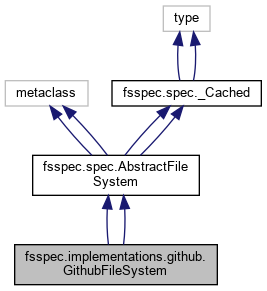 type
metaclass
fsspec.spec._Cached
fsspec.spec.AbstractFile
System
fsspec.implementations.github.
GithubFileSystem